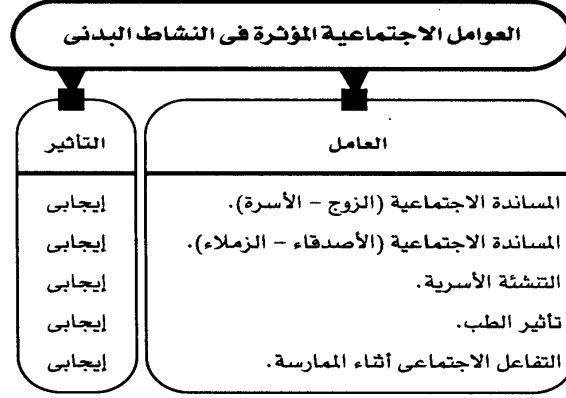 العوامل الاجتماعية المؤثرة فى النشاط البدنى
العامل التأثير
المساندة الاجتماعية (الزوج – الأسرة). إيجابى
المساندة الاجتماعية (الأصدقاء – الزملاء). إيجابى
التنشئة الأسرية. إيجابى
تأثير الطب. إيجابى
التفاعل الاجتماعى أثناء الممارسة. إيجابى